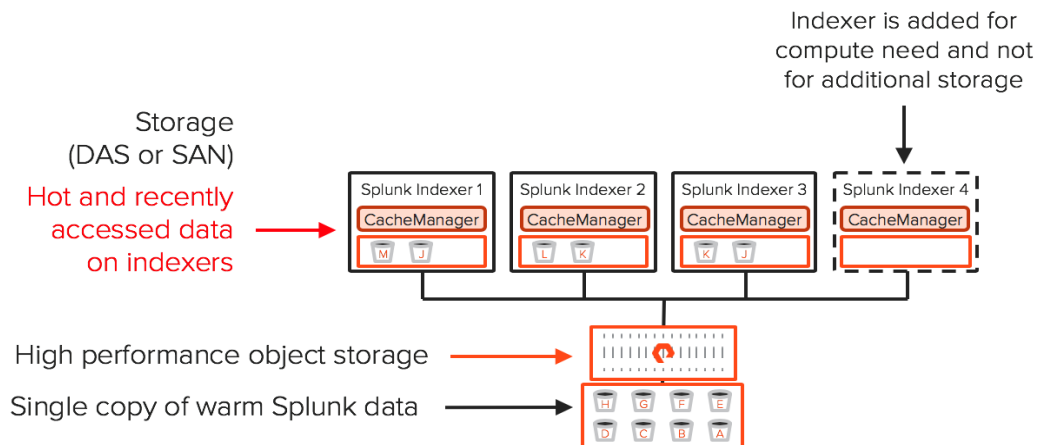 Indexer is added for
compute need and not
for additional storage
Storage
(DAS or SAN)
Hot and recently
accessed data
on indexers
Splunk Indexer 1
Splunk Indexer 2
Splunk Indexer 3
Splunk Indexer 4
CacheManager
CacheManager
CacheManager
CacheManager
M J
L K
K J
High performance object storage
Single copy of warm Splunk data
H G F E
D C B A